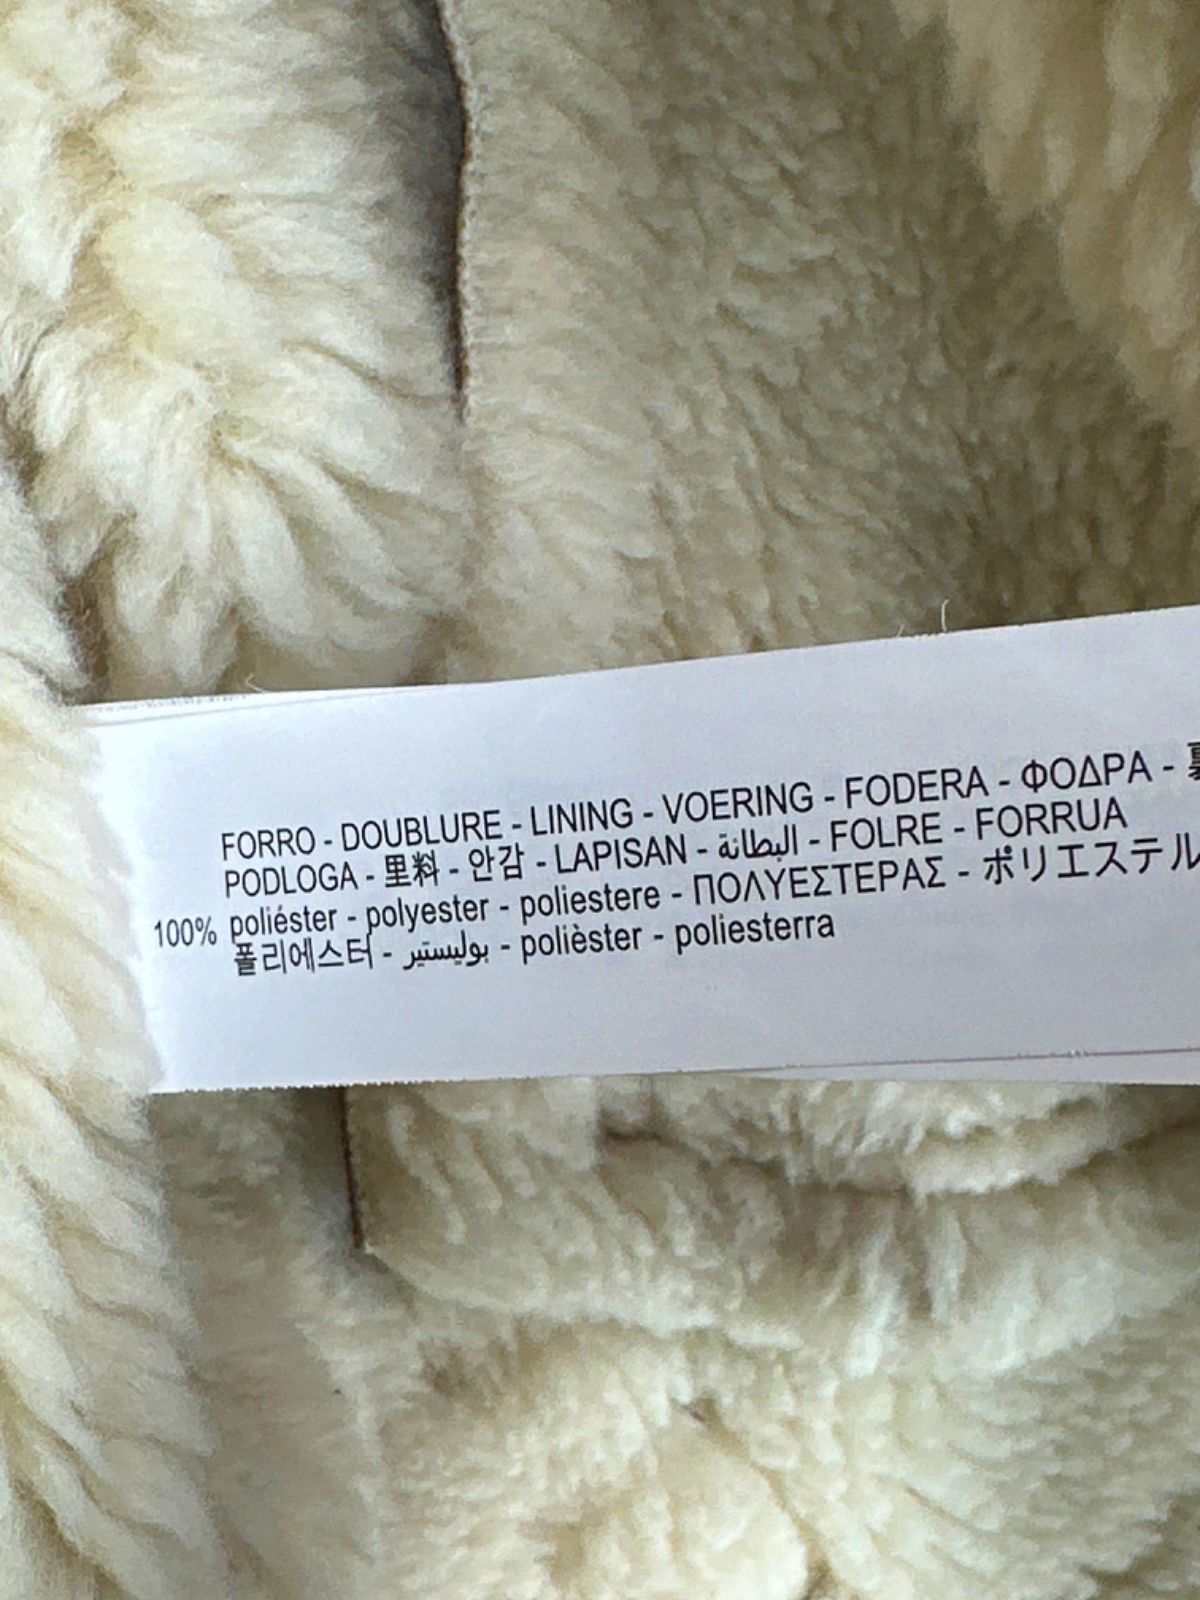 FORRO - DOUBLURE - LINING - VOERING - FODERA - ΦΟΔΡΑ -
PODLOGA - 里料 - 안감 - LAPISAN - البطانة - FOLRE - FORRUA
100% poliéster - polyester - poliestere - ΠΟΛΥΕΣΤΕΡΑΣ - ポリエステル
폴리에스터 - بوليستير - polièster - poliesterra